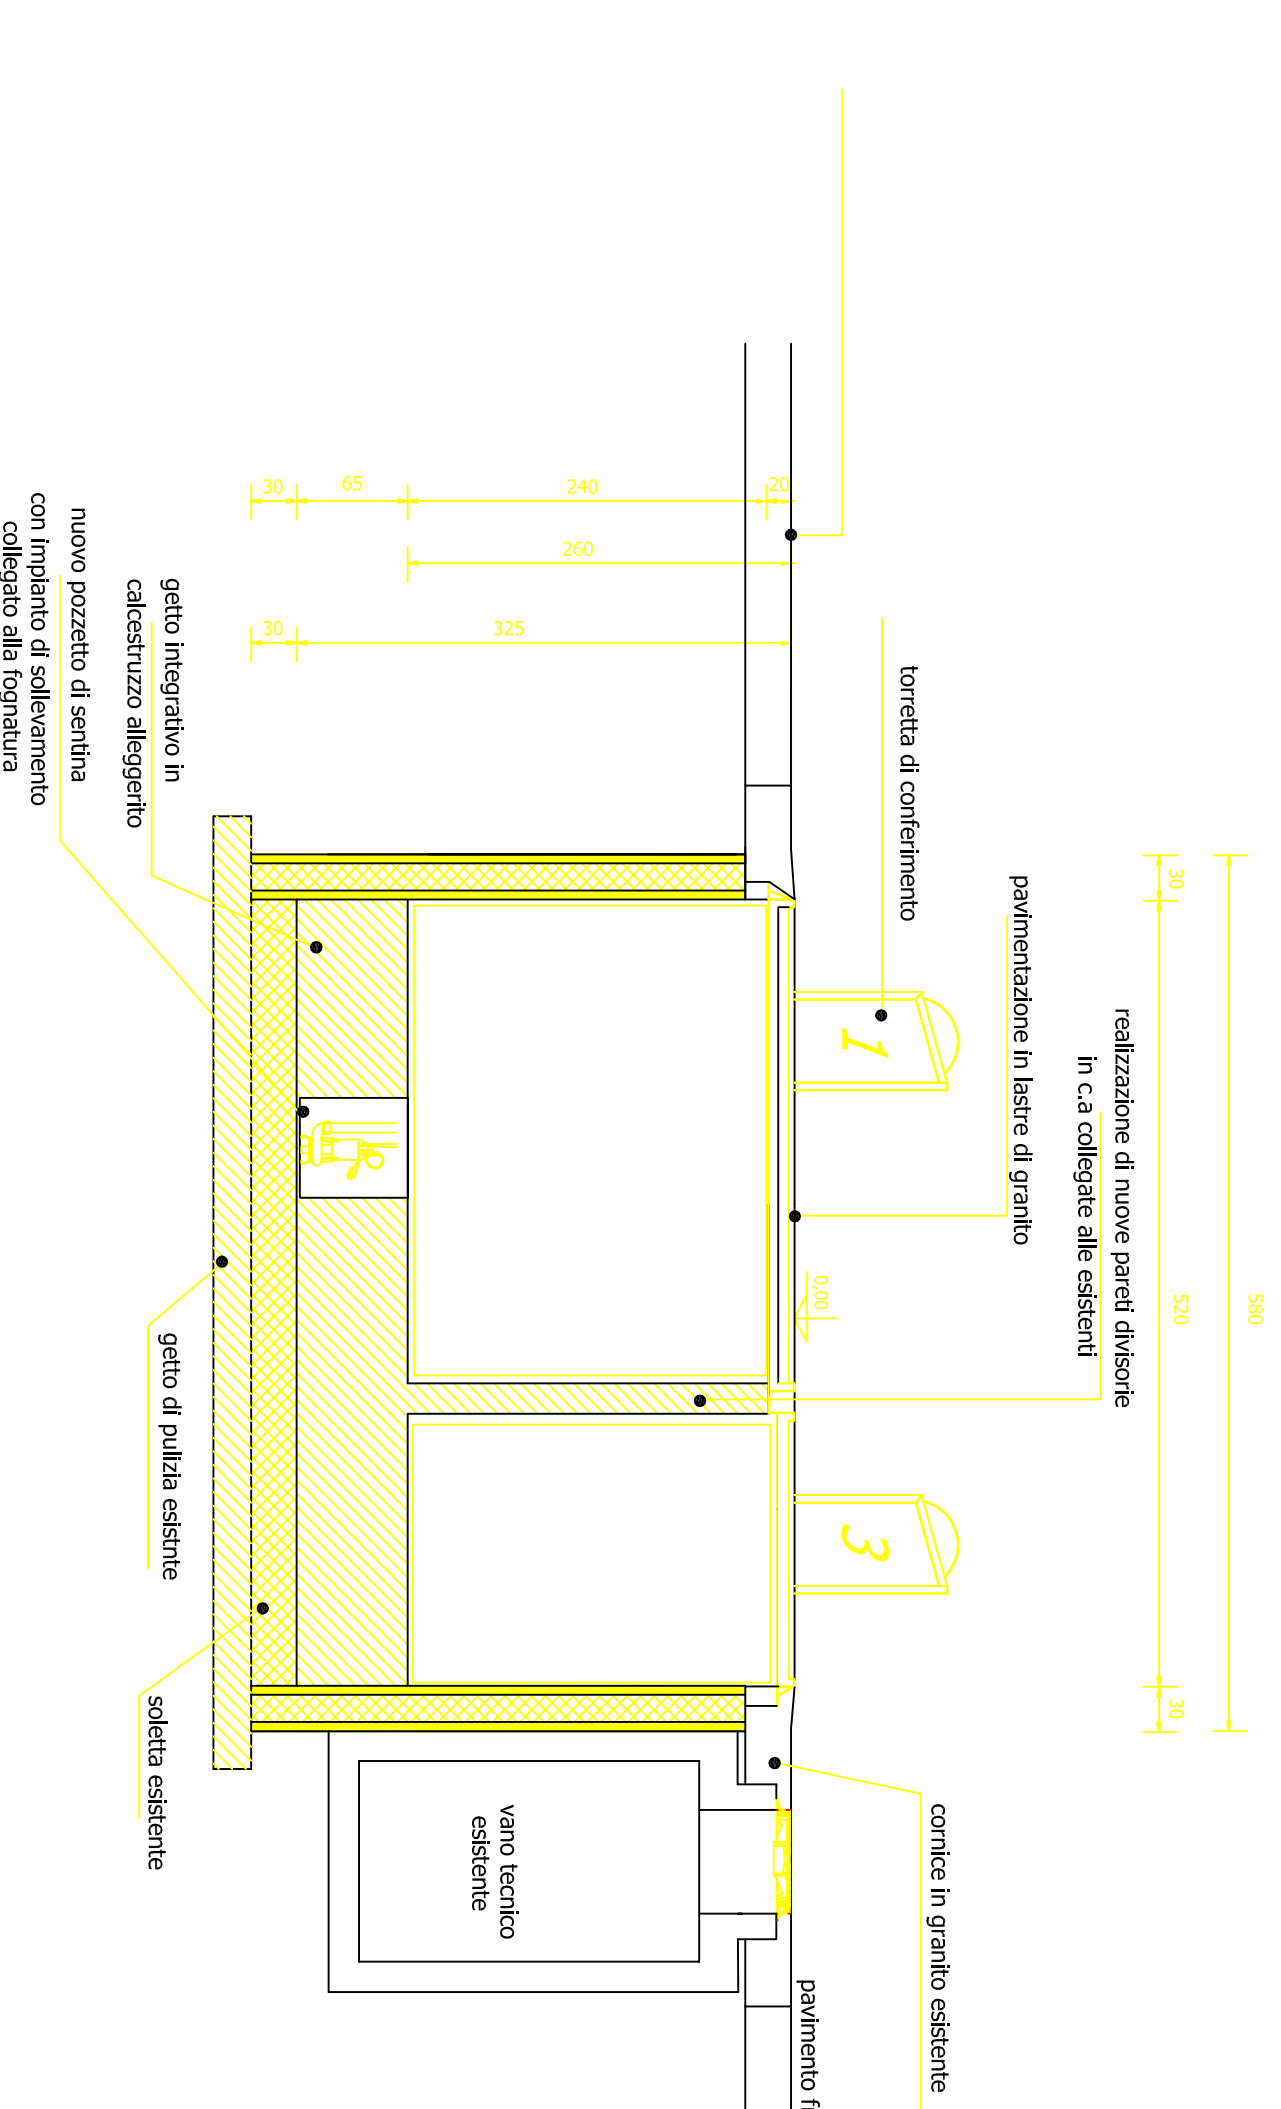 580
30
520
30
realizzazione di nuove pareti divisorie
in c.a collegate alle esistenti
pavimentazione in lastre di granito
torretta di conferimento
cornice in granito esistente
1
3
0,00
pavimento
20
240
65
30
260
325
30
vano tecnico
esistente
getto integrativo in
calcestruzzo alleggerito
getto di pulizia esistnte
soletta esistente
nuovo pozzetto di sentina
con impianto di sollevamento
collegato alla fognatura